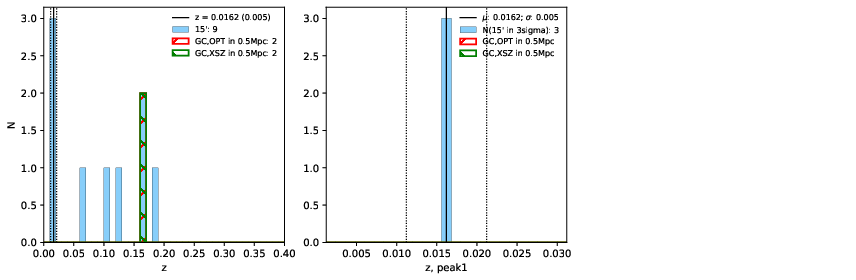 3.0
2.5
2.0
1.5
1.0
0.5
0.0
N
0.00 0.05 0.10 0.15 0.20 0.25 0.30 0.35 0.40
z
z = 0.0162 (0.005)
15': 9
GC,OPT in 0.5Mpc: 2
GC,XSZ in 0.5Mpc: 2
3.0
2.5
2.0
1.5
1.0
0.5
0.0
0.005 0.010 0.015 0.020 0.025 0.030
z, peak1
μ: 0.0162; σ: 0.005
N(15' in 3sigma): 3
GC,OPT in 0.5Mpc
GC,XSZ in 0.5Mpc